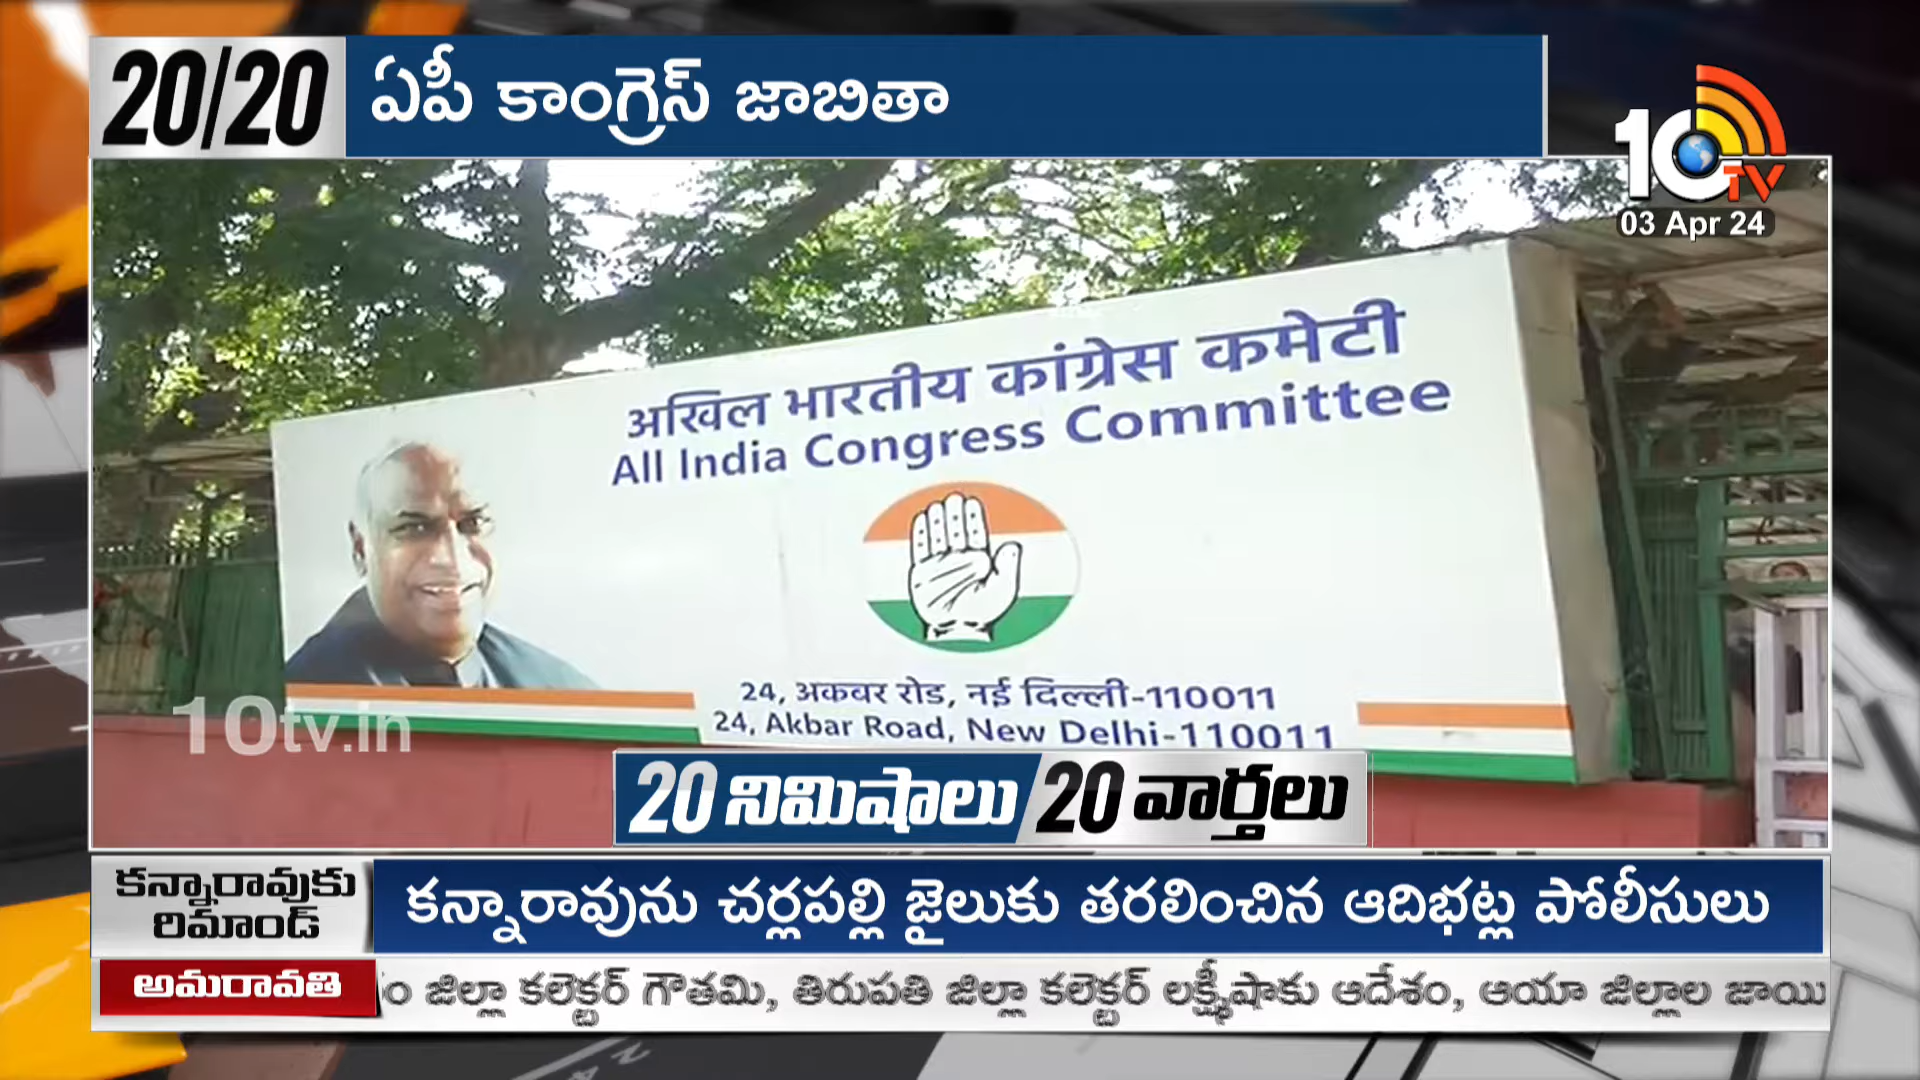 20/20 ఏపీ కాంగ్రెస్ జాబితా
10TV
03 Apr 24
अखिल भारतीय कांग्रेस कमेटी
All India Congress Committee
24, अकबर रोड, नई दिल्ली-110011
24, Akbar Road, New Delhi-110011
10tv.in
20 నిమిషాలు 20 వార్తలు
కన్నారావుకు
రిమాండ్
కన్నారావును చర్లపల్లి జైలుకు తరలించిన ఆదిభట్ల పోలీసులు
అమరావతి
జిల్లా కలెక్టర్ గౌతమి, తిరుపతి జిల్లా కలెక్టర్ లక్ష్మీషాకు ఆదేశం, ఆయా జిల్లాల